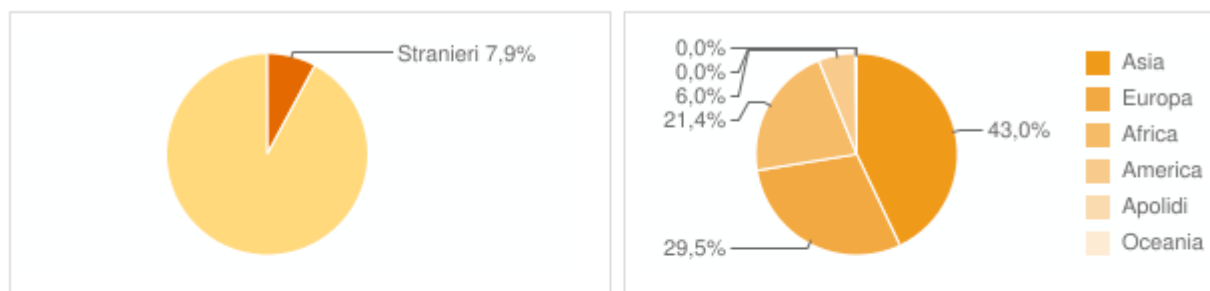 Stranieri 7,9%
0,0%
0,0%
6,0%
21,4%
29,5%
43,0%
Asia
Europa
Africa
America
Apolidi
Oceania